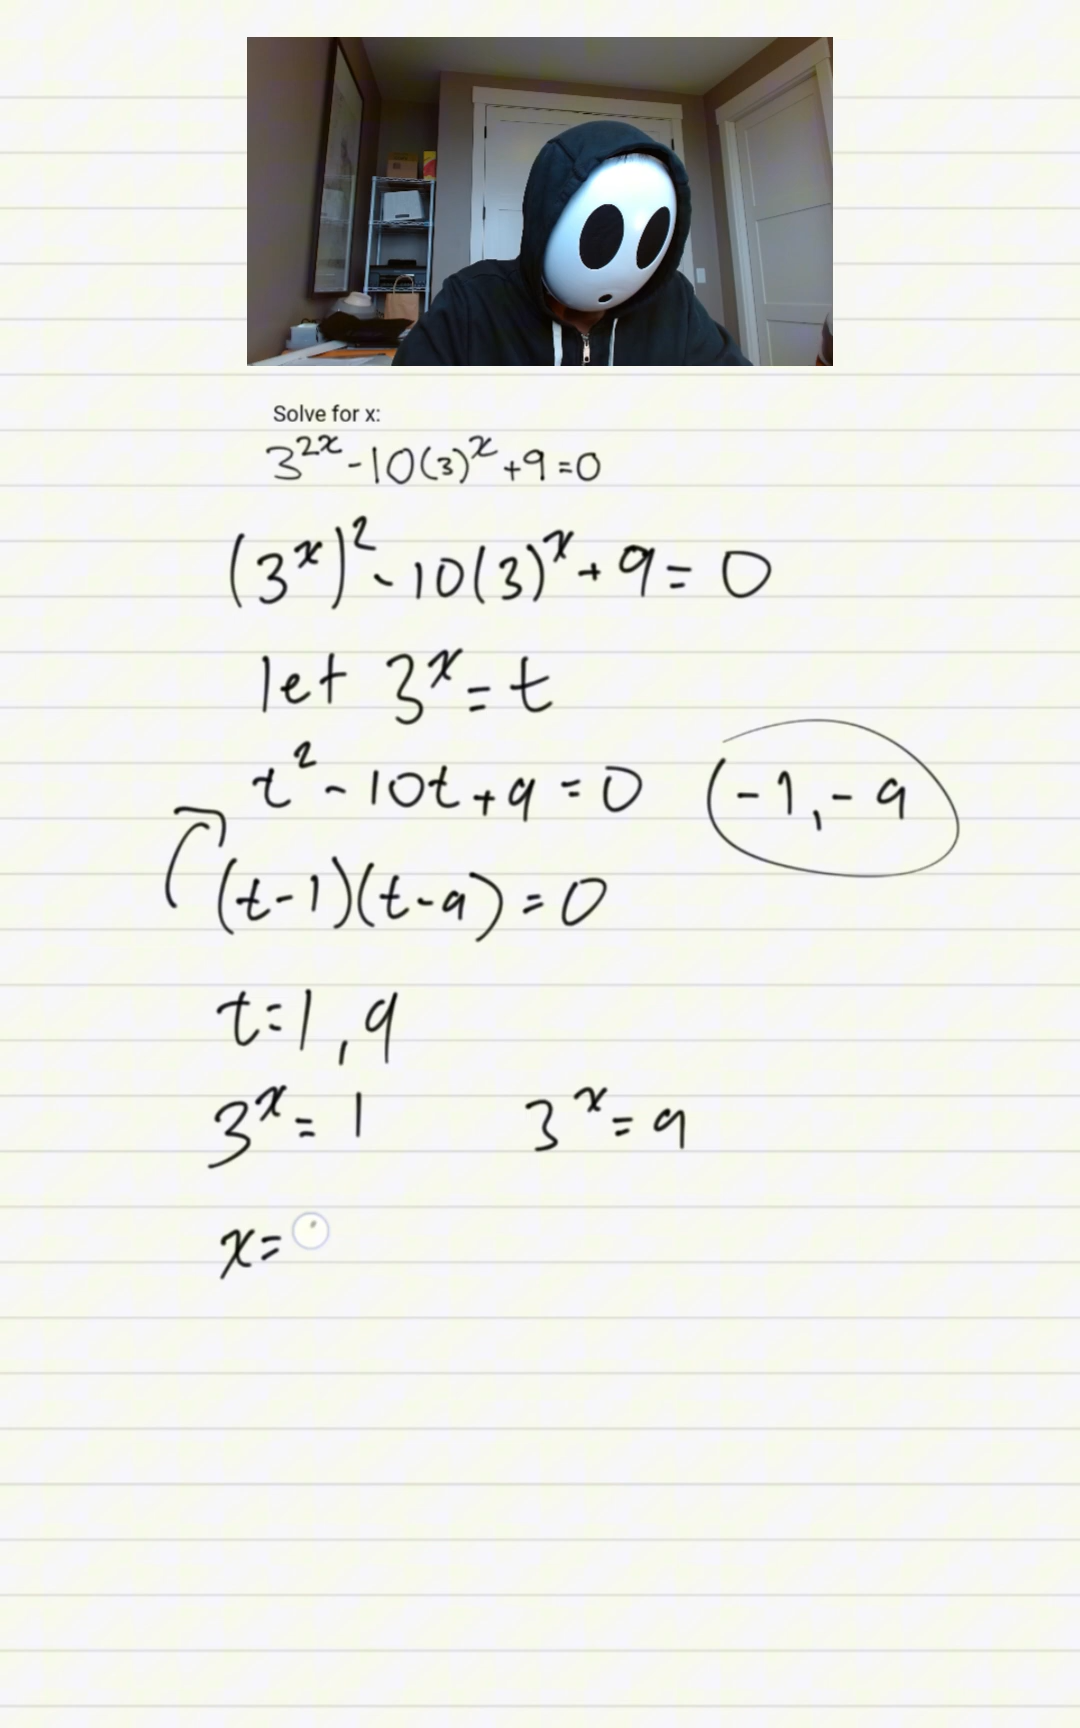 Solve for x:
3^{2x} - 10(3)^x + 9 = 0
(3^x)^2 - 10(3)^x + 9 = 0
let 3^x = t
t^2 - 10t + 9 = 0 (-1, -9
(t-1)(t-9) = 0
t = 1, 9
3^x = 1 3^x = 9
x =